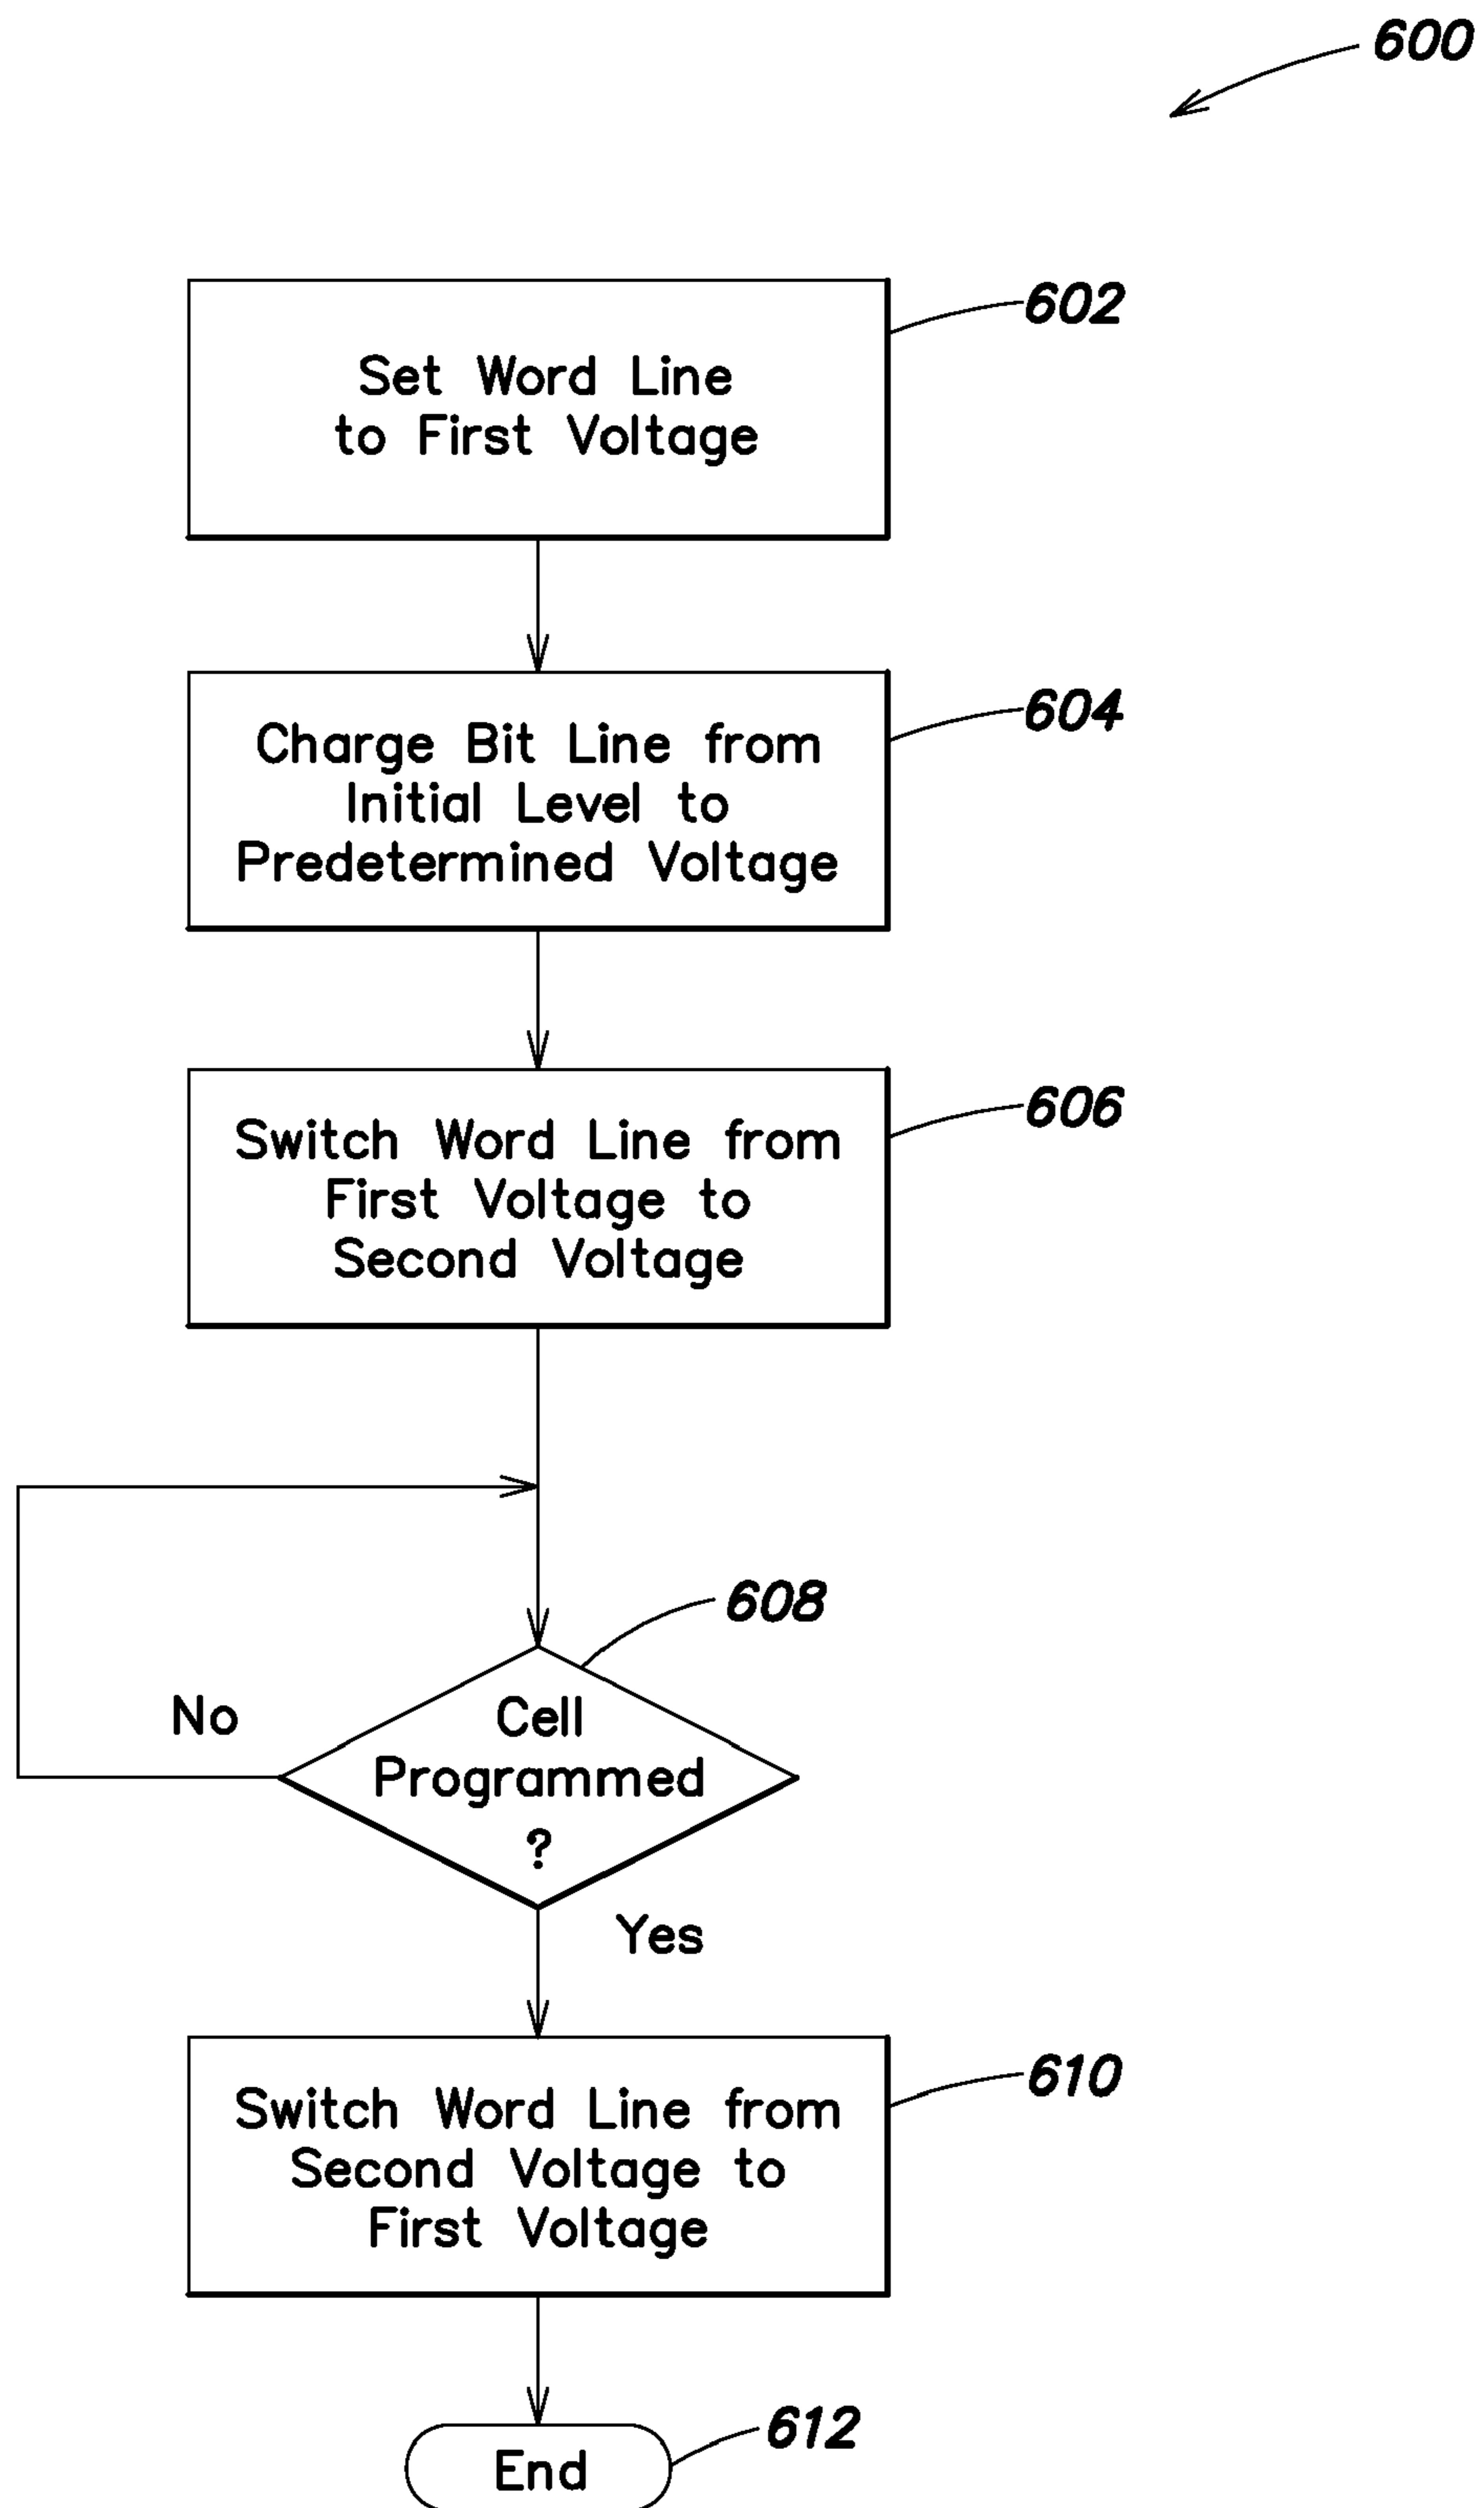 600
602
Set Word Line
to First Voltage
604
Charge Bit Line from
Initial Level to
Predetermined Voltage
606
Switch Word Line from
First Voltage to
Second Voltage
608
No
Cell
Programmed
?
Yes
610
Switch Word Line from
Second Voltage to
First Voltage
612
End